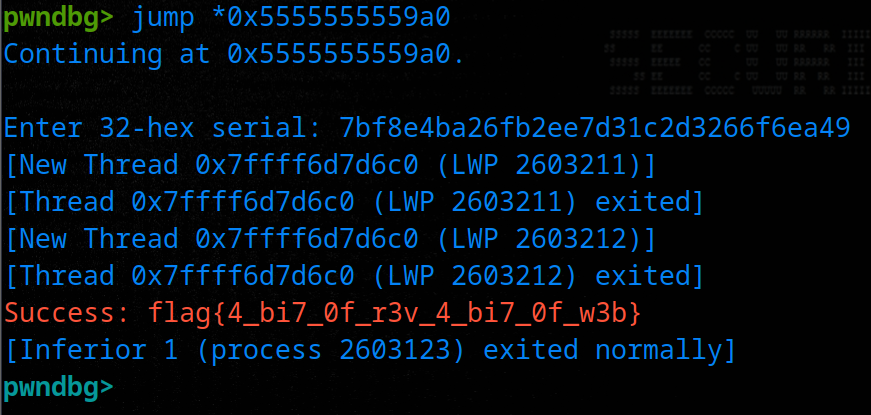 pwndbg> jump *0x5555555559a0
Continuing at 0x5555555559a0.
Enter 32-hex serial: 7bf8e4ba26fb2ee7d31c2d3266f6ea49
[New Thread 0x7ffff6d7d6c0 (LWP 2603211)]
[Thread 0x7ffff6d7d6c0 (LWP 2603211) exited]
[New Thread 0x7ffff6d7d6c0 (LWP 2603212)]
[Thread 0x7ffff6d7d6c0 (LWP 2603212) exited]
Success: flag{4_bi7_0f_r3v_4_bi7_0f_w3b}
[Inferior 1 (process 2603123) exited normally]
pwndbg>